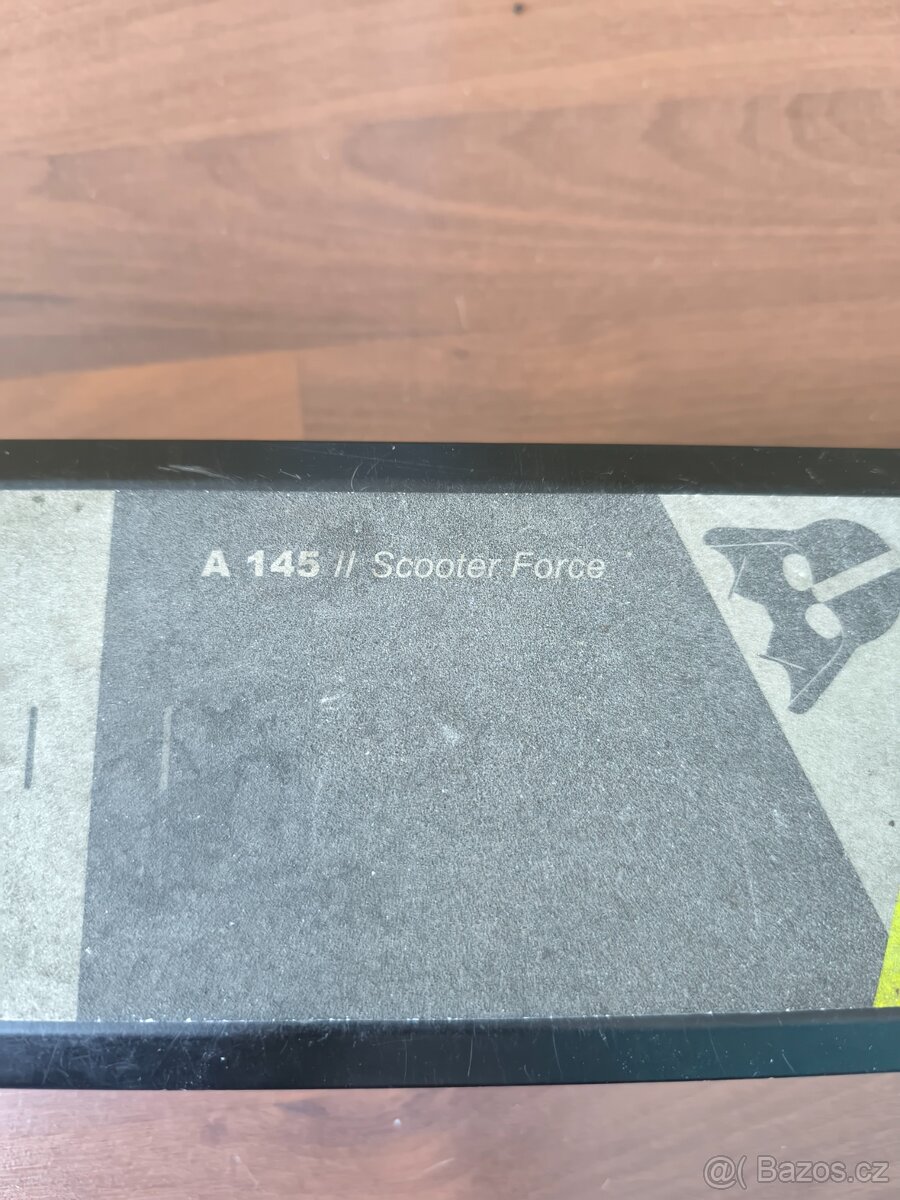 A 145 // Scooter Force
@( Bazos.cz